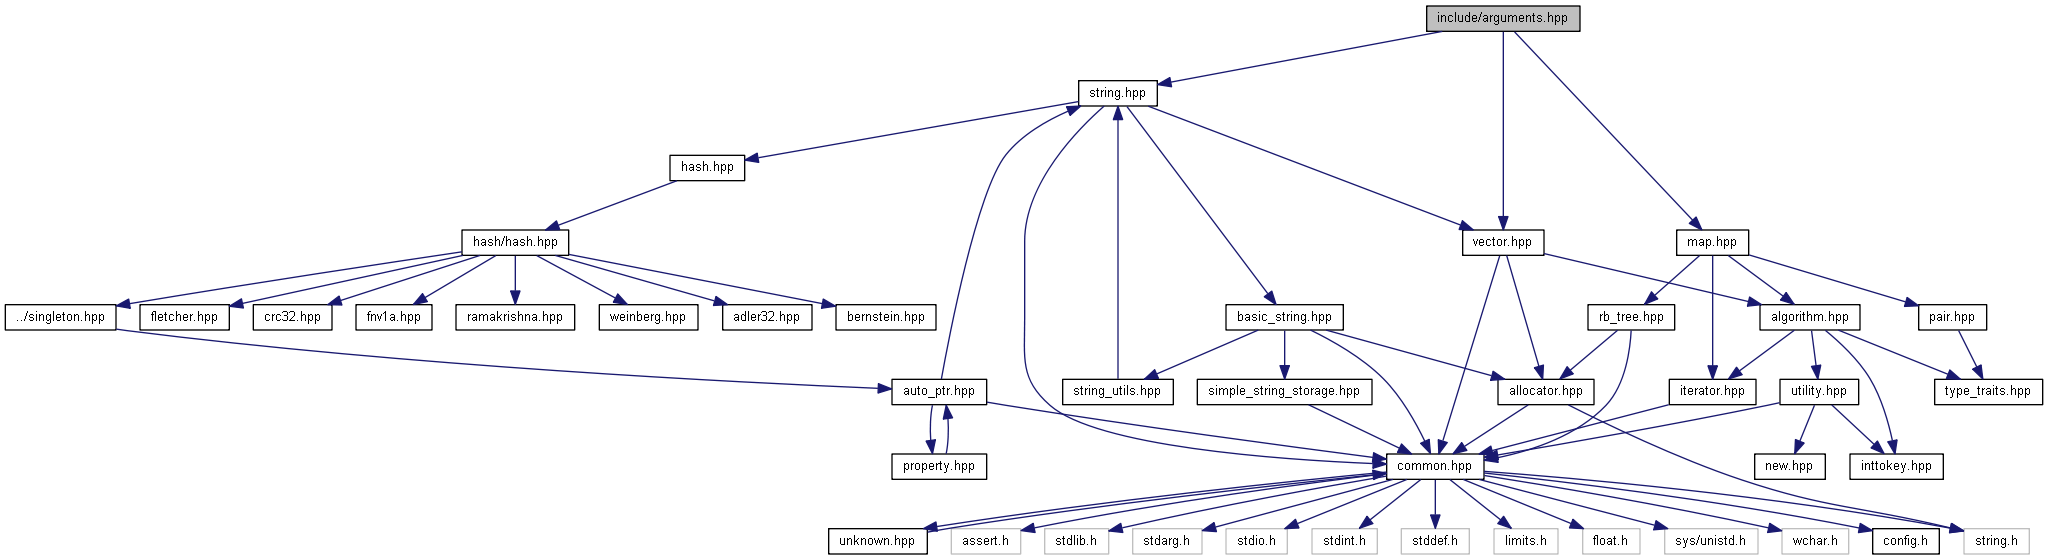 include/arguments.hpp
string.hpp
hash.hpp
hash/hash.hpp
vector.hpp
map.hpp
../singleton.hpp
fletcher.hpp
crc32.hpp
fnv1a.hpp
ramakrishna.hpp
weinberg.hpp
adler32.hpp
bernstein.hpp
basic_string.hpp
rb_tree.hpp
algorithm.hpp
pair.hpp
auto_ptr.hpp
string_utils.hpp
simple_string_storage.hpp
allocator.hpp
iterator.hpp
utility.hpp
type_traits.hpp
property.hpp
common.hpp
new.hpp
inttokey.hpp
unknown.hpp
assert.h
stdlib.h
stdarg.h
stdio.h
stdint.h
stddef.h
limits.h
float.h
sys/unistd.h
wchar.h
config.h
string.h